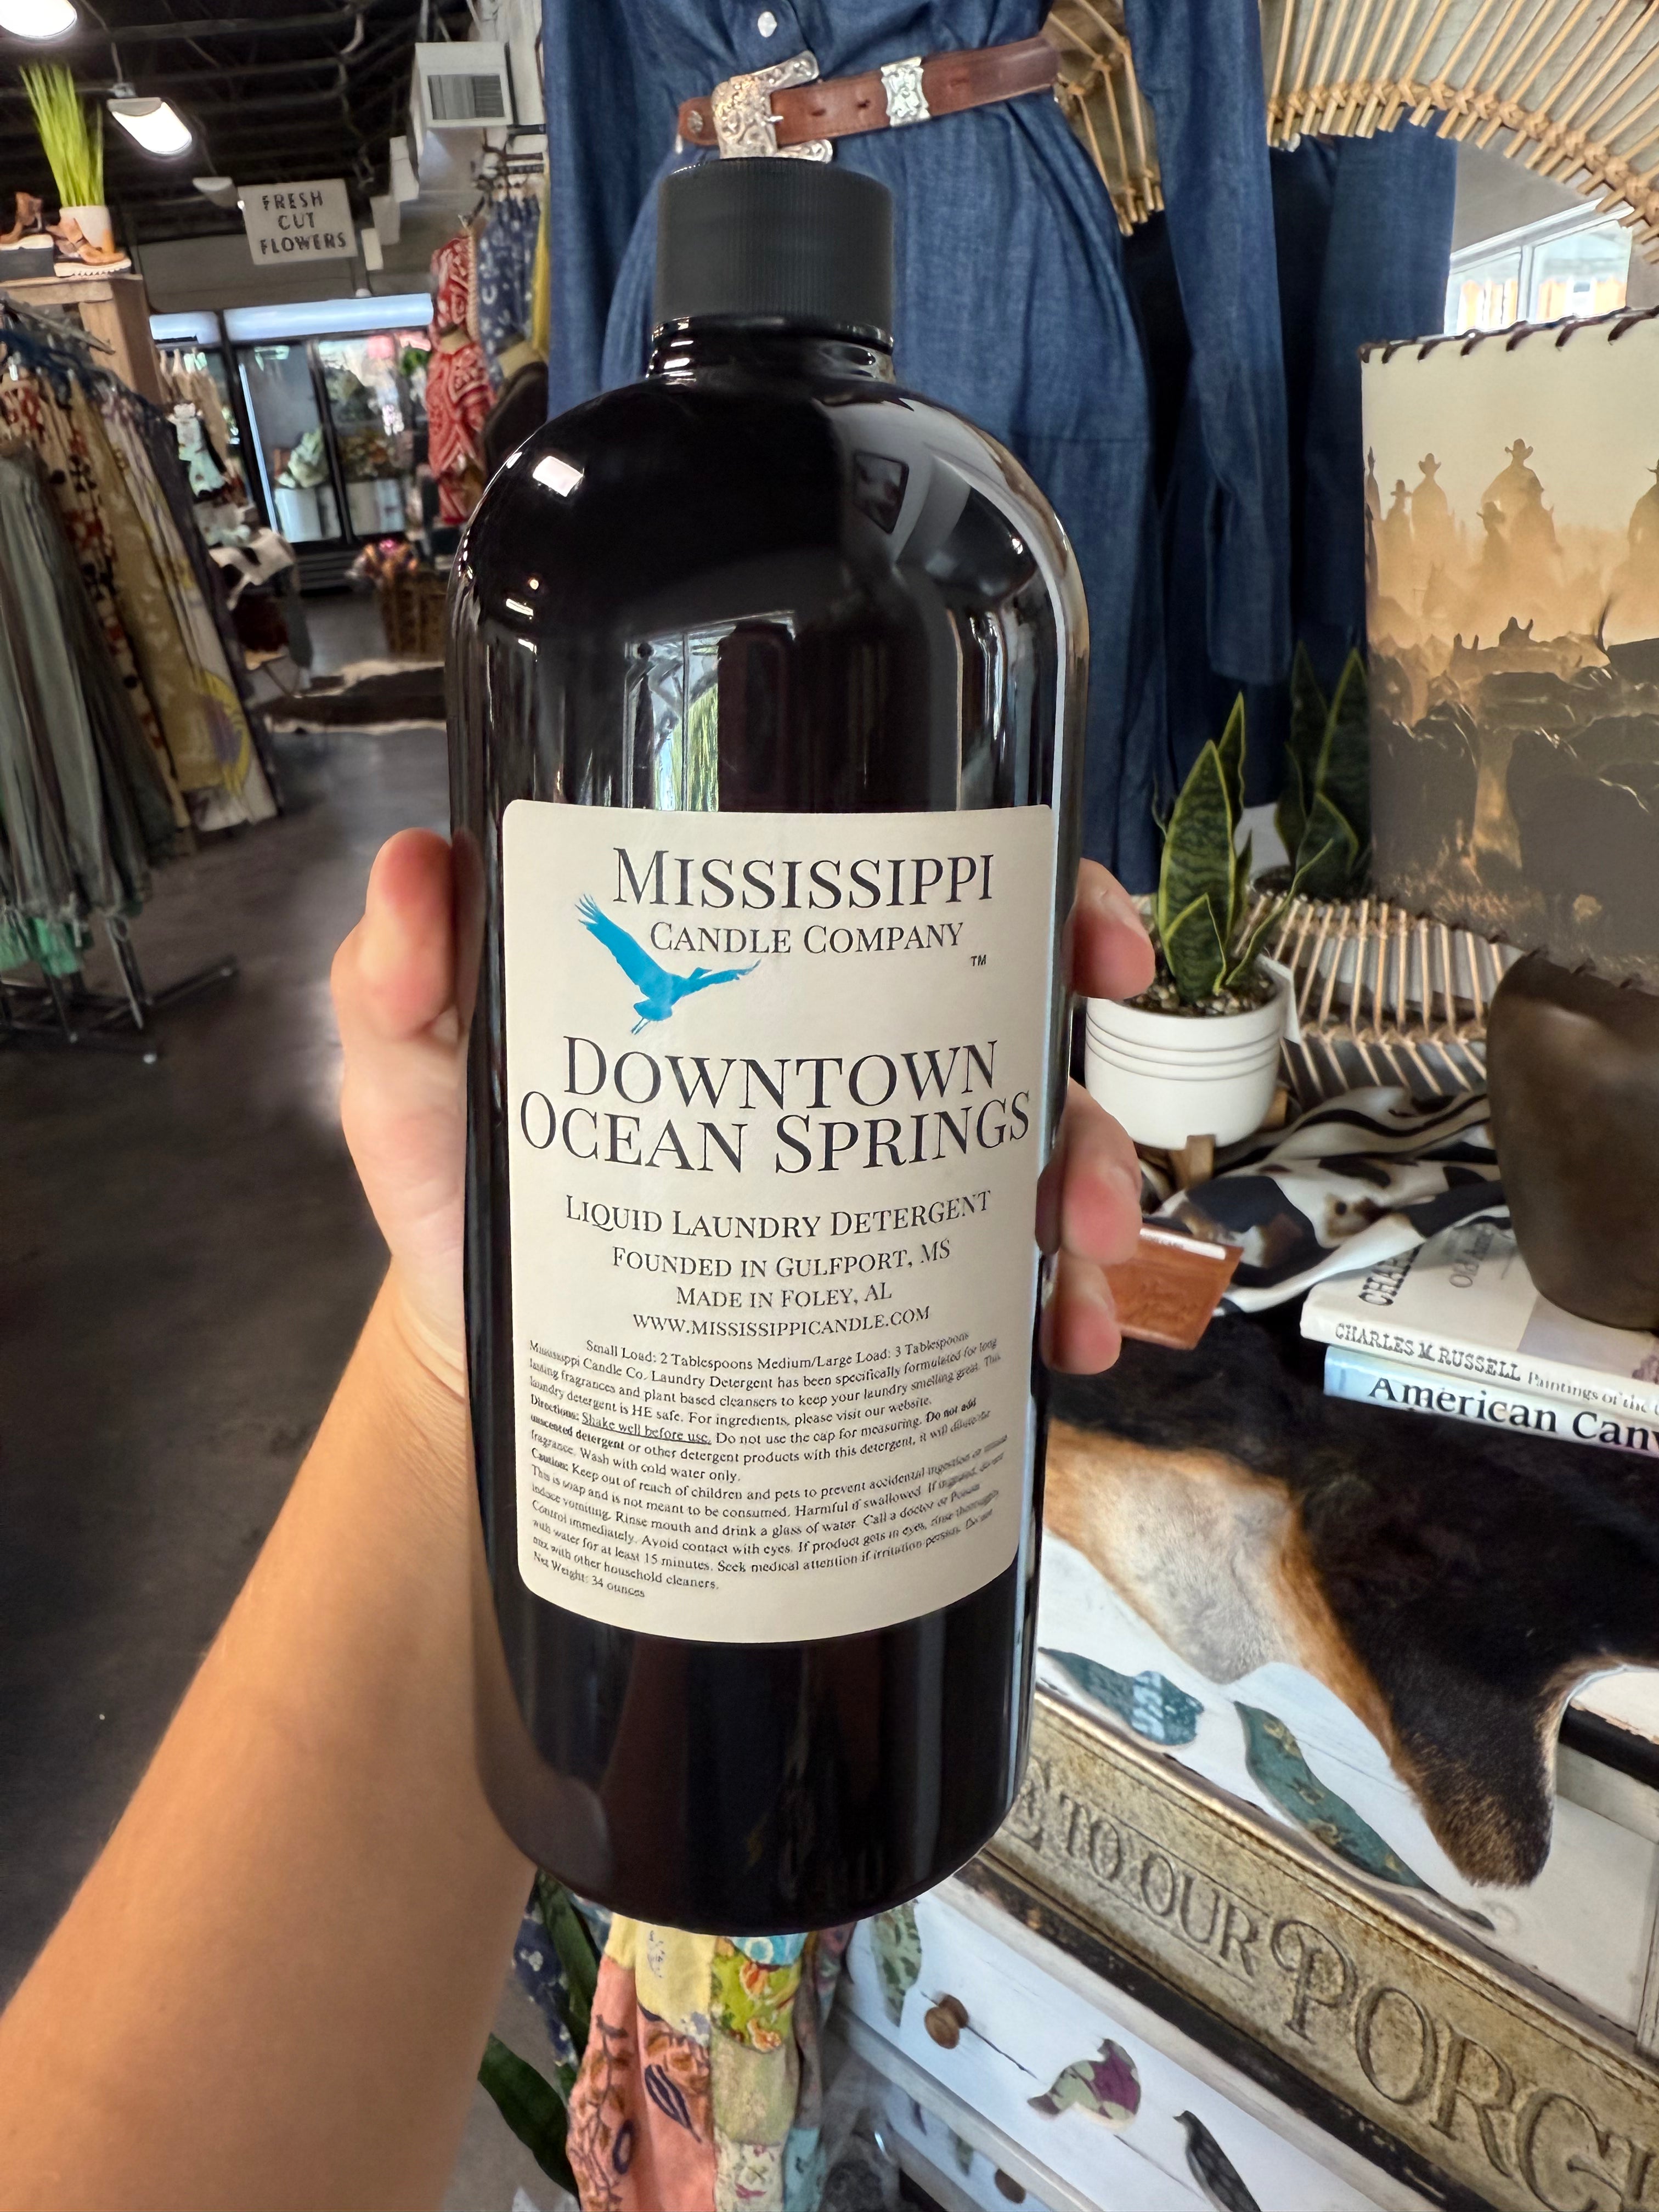 FRESH
CUT
FLOWERS
MISSISSIPPI
CANDLE COMPANY
TM
DOWNTOWN
OCEAN SPRINGS
LIQUID LAUNDRY DETERGENT
FOUNDED IN GULFPORT, MS
MADE IN FOLEY, AL
WWW.MISSISSIPPICANDLE.COM
Small Load: 2 Tablespoons Medium/Large Load: 3 Tablespoons
Mississippi Candle Co. Laundry Detergent has been specifically formulated for long
lasting fragrances and plant based cleansers to keep your laundry smelling great. This
laundry detergent is HE safe. For ingredients, please visit our website.
Directions: Shake well before use. Do not use the cap for measuring. Do not add
unscented detergent or other detergent products with this detergent, it will dilute the
fragrance. Wash with cold water only.
Caution: Keep out of reach of children and pets to prevent accidental ingestion or misuse
This is soap and is not meant to be consumed. Harmful if swallowed. If ingested, do not
induce vomiting. Rinse mouth and drink a glass of water. Call a doctor or Poison
Control immediately. Avoid contact with eyes. If product gets in eyes, rinse thoroughly
with water for at least 15 minutes. Seek medical attention if irritation persists. Do not
mix with other household cleaners.
Net Weight: 34 ounces
CHARLES M. RUSSELL Paintings of the
American
TO OUR PORC